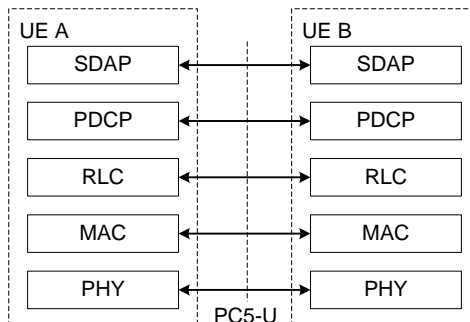 UE A UE B
SDAP SDAP
PDCP PDCP
RLC RLC
MAC MAC
PHY PHY
PC5-U